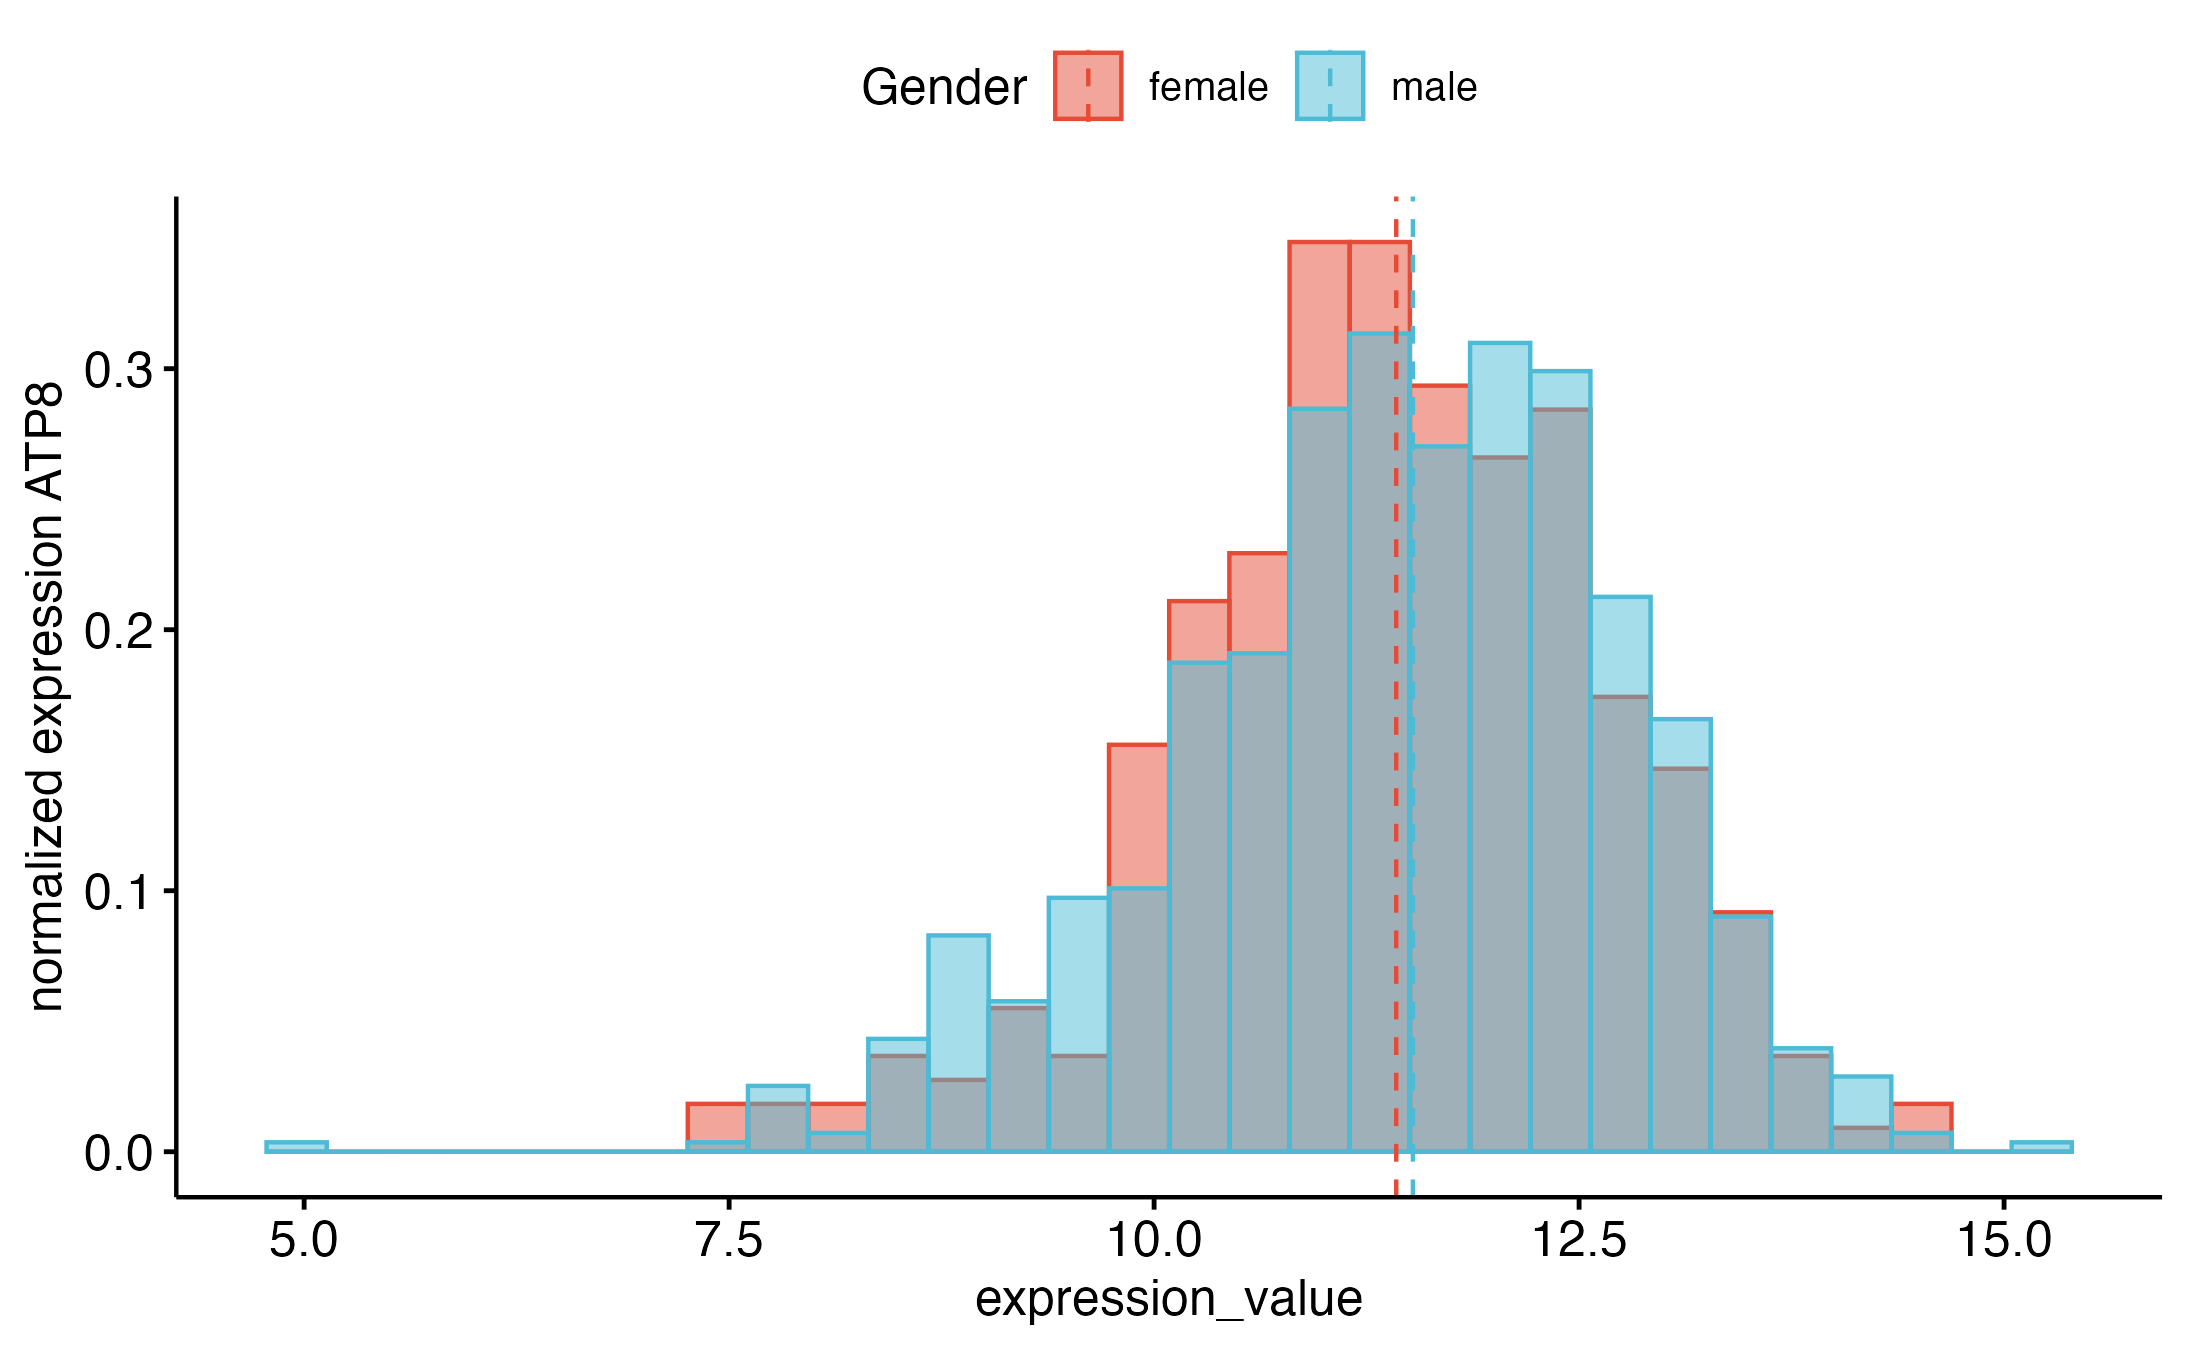 Gender female male
normalized expression ATP8
0.3
0.2
0.1
0.0
5.0 7.5 10.0 12.5 15.0
expression_value